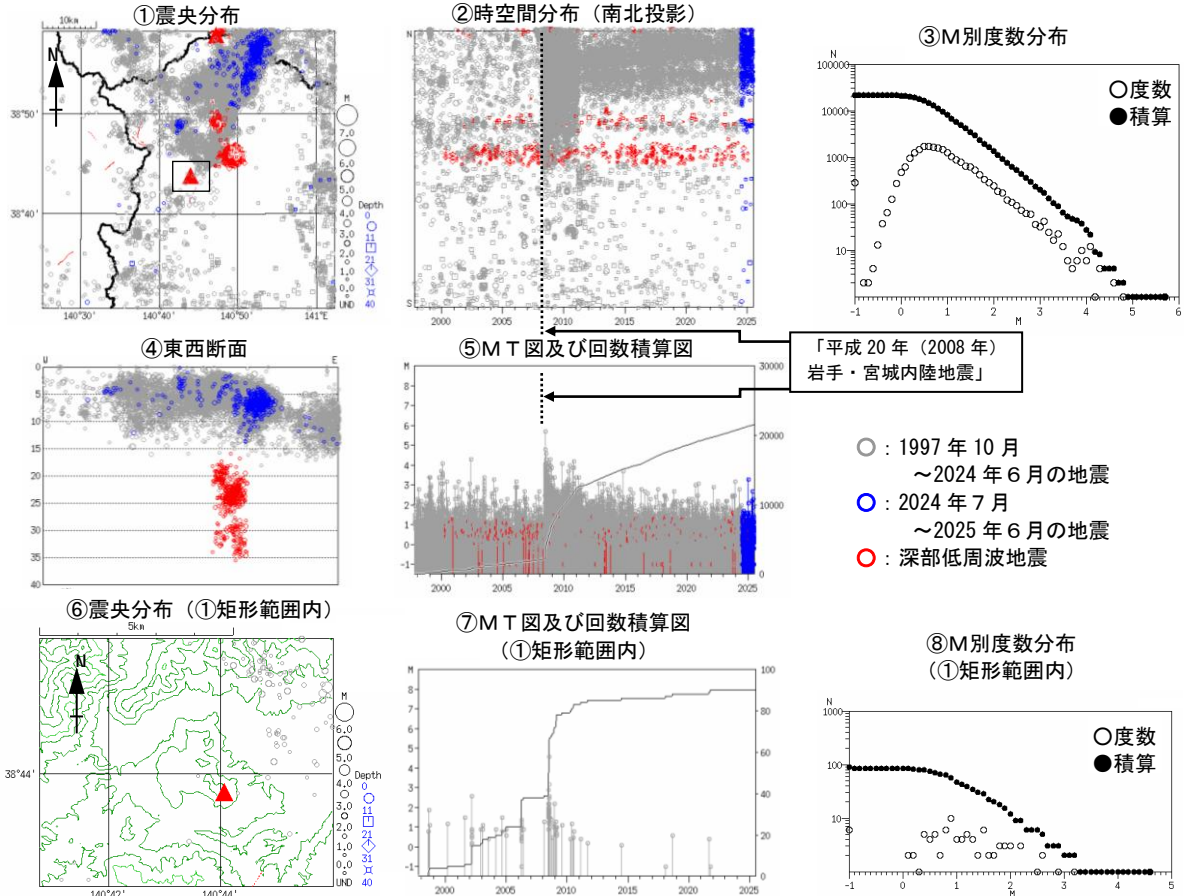 ①震央分布
10km
N
38°50'
38°40'
140°30'
140°40'
140°50'
141°E
M
7.0
6.0
5.0
4.0
3.0
2.0
1.0
0.0
UND
Depth
0
11
21
31
40
②時空間分布（南北投影）
N
S
2000
2005
2010
2015
2020
2025
③M別度数分布
N
100000
10000
1000
100
10
0
1
2
3
4
5
6
M
○度数
●積算
「平成20年（2008年）
岩手・宮城内陸地震」
④東西断面
W
E
0
5
10
15
20
25
30
35
40
⑤MT図及び回数積算図
M
8
7
6
5
4
3
2
1
0
-1
30000
20000
10000
0
2000
2005
2010
2015
2020
2025
○：1997年10月
～2024年６月の地震
○：2024年７月
～2025年６月の地震
○：深部低周波地震
⑥震央分布（①矩形範囲内）
5km
N
38°44'
140°42'
140°44'
M
6.0
5.0
4.0
3.0
2.0
1.0
0.0
UND
Depth
0
11
21
31
40
⑦MT図及び回数積算図
（①矩形範囲内）
M
8
7
6
5
4
3
2
1
0
-1
100
80
60
40
20
0
2000
2005
2010
2015
2020
2025
⑧M別度数分布
（①矩形範囲内）
N
1000
100
10
-1
0
1
2
3
4
5
M
○度数
●積算